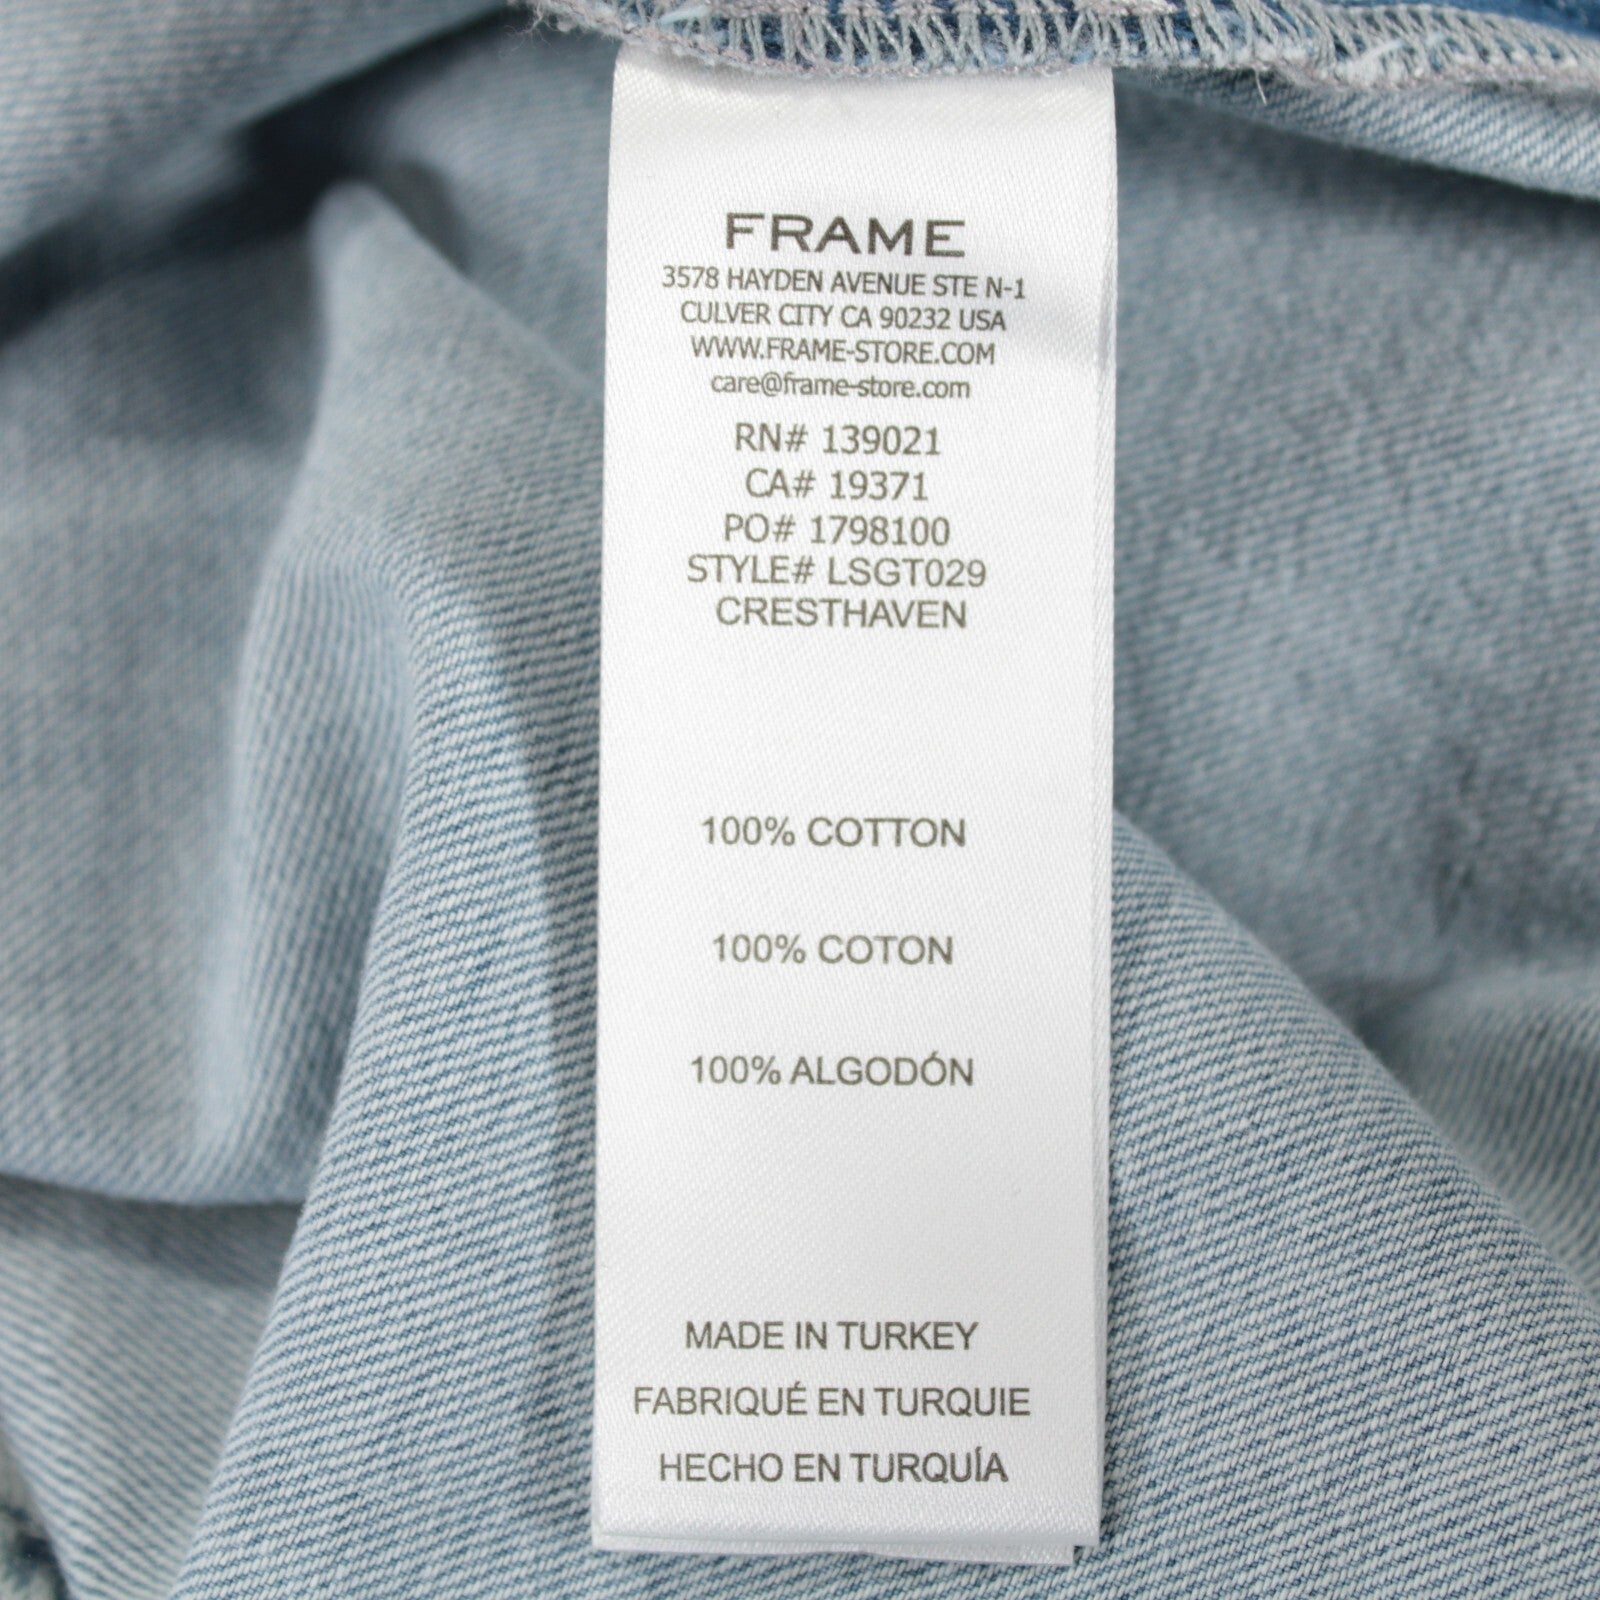 FRAME
3578 HAYDEN AVENUE STE N-1
CULVER CITY CA 90232 USA
WWW.FRAME-STORE.COM
care@frame-store.com
RN# 139021
CA# 19371
PO# 1798100
STYLE# LSGT029
CRESTHAVEN
100% COTTON
100% COTON
100% ALGODÓN
MADE IN TURKEY
FABRIQUÉ EN TURQUIE
HECHO EN TURQUÍA